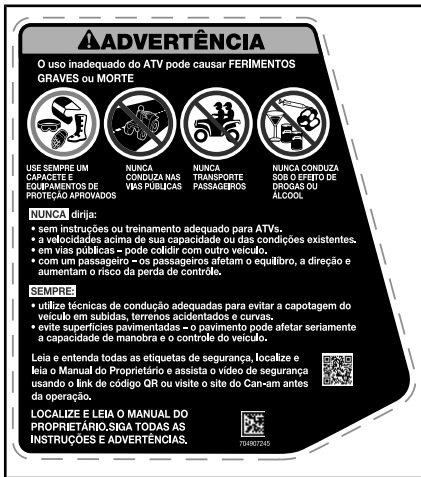 ADVERTÊNCIA
O uso inadequado do ATV pode causar FERIMENTOS
GRAVES ou MORTE
USE SEMPRE UM
CAPACETE E
EQUIPAMENTOS DE
PROTEÇÃO APROVADOS
NUNCA
CONDUZA NAS
VIAS PÚBLICAS
NUNCA
TRANSPORTE
PASSAGEIROS
NUNCA CONDUZA
SOB O EFEITO DE
DROGAS OU
ÁLCOOL
NUNCA dirija:
• sem instruções ou treinamento adequado para ATVs.
• a velocidades acima de sua capacidade ou das condições existentes.
• em vias públicas – pode colidir com outro veículo.
• com um passageiro – os passageiros afetam o equilíbro, a direção e
aumentam o risco da perda de contrôle.
SEMPRE:
• utilize técnicas de condução adequadas para evitar a capotagem do
veículo em subidas, terrenos acidentados e curvas.
• evite superfícies pavimentadas – o pavimento pode afetar seriamente
a capacidade de manobra e o controle do veículo.
Leia e entenda todas as etiquetas de segurança, localize e
leia o Manual do Proprietário e assista o vídeo de segurança
usando o link de código QR ou visite o site do Can-am antes
da operação.
LOCALIZE E LEIA O MANUAL DO
PROPRIETÁRIO.SIGA TODAS AS
INSTRUÇÕES E ADVERTÊNCIAS.
704907245